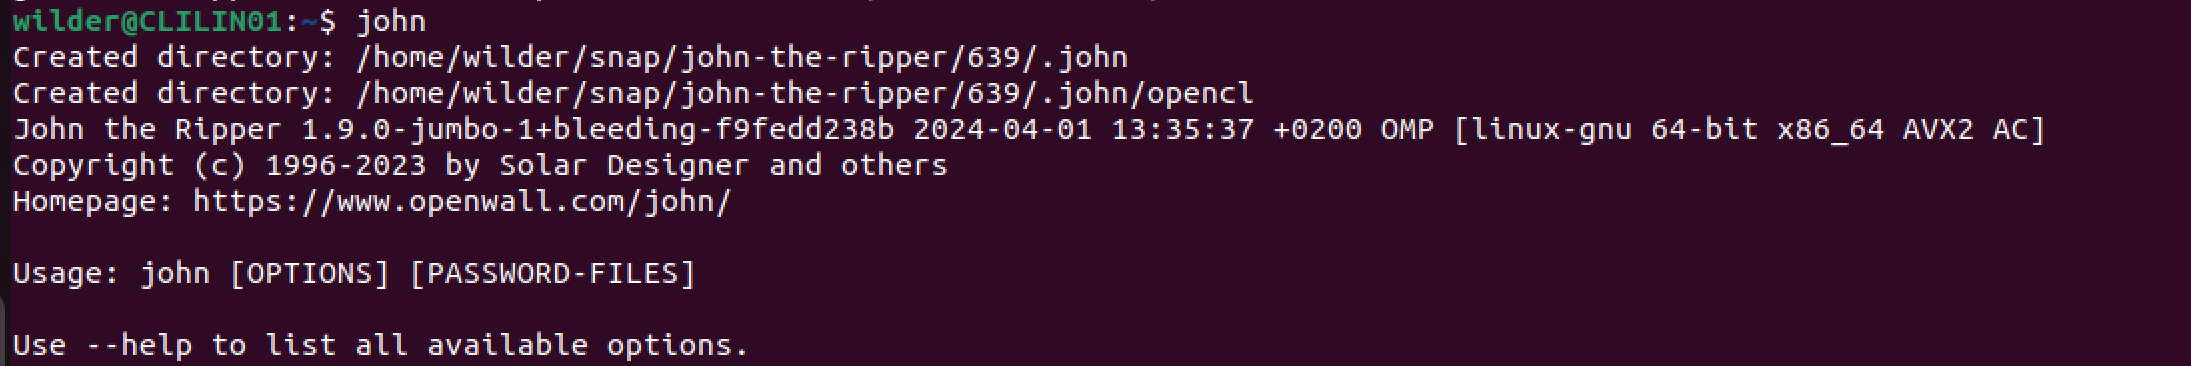 wilder@CLILIN01:~$ john
Created directory: /home/wilder/snap/john-the-ripper/639/.john
Created directory: /home/wilder/snap/john-the-ripper/639/.john/opencl
John the Ripper 1.9.0-jumbo-1+bleeding-f9fedd238b 2024-04-01 13:35:37 +0200 OMP [linux-gnu 64-bit x86_64 AVX2 AC]
Copyright (c) 1996-2023 by Solar Designer and others
Homepage: https://www.openwall.com/john/

Usage: john [OPTIONS] [PASSWORD-FILES]

Use --help to list all available options.